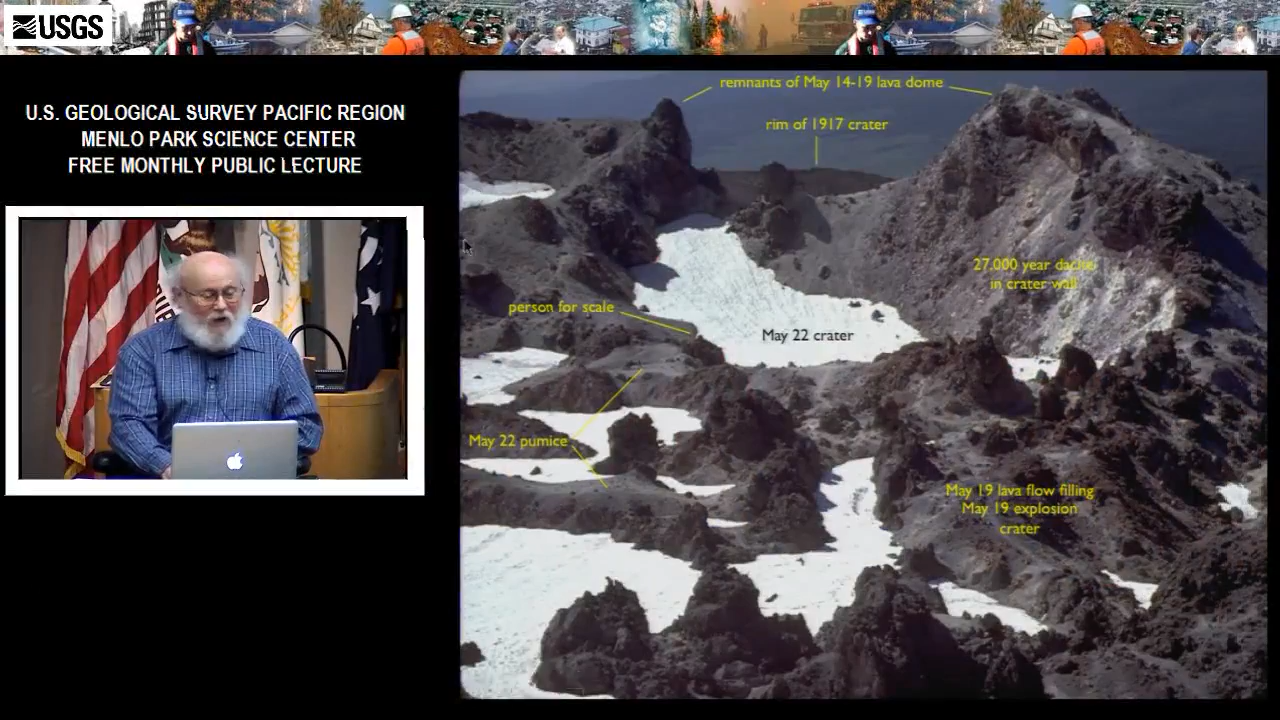 USGS
U.S. GEOLOGICAL SURVEY PACIFIC REGION
MENLO PARK SCIENCE CENTER
FREE MONTHLY PUBLIC LECTURE
remnants of May 14-19 lava dome
rim of 1917 crater
27,000 year dacite
in crater wall
person for scale
May 22 crater
May 22 pumice
May 19 lava flow filling
May 19 explosion
crater